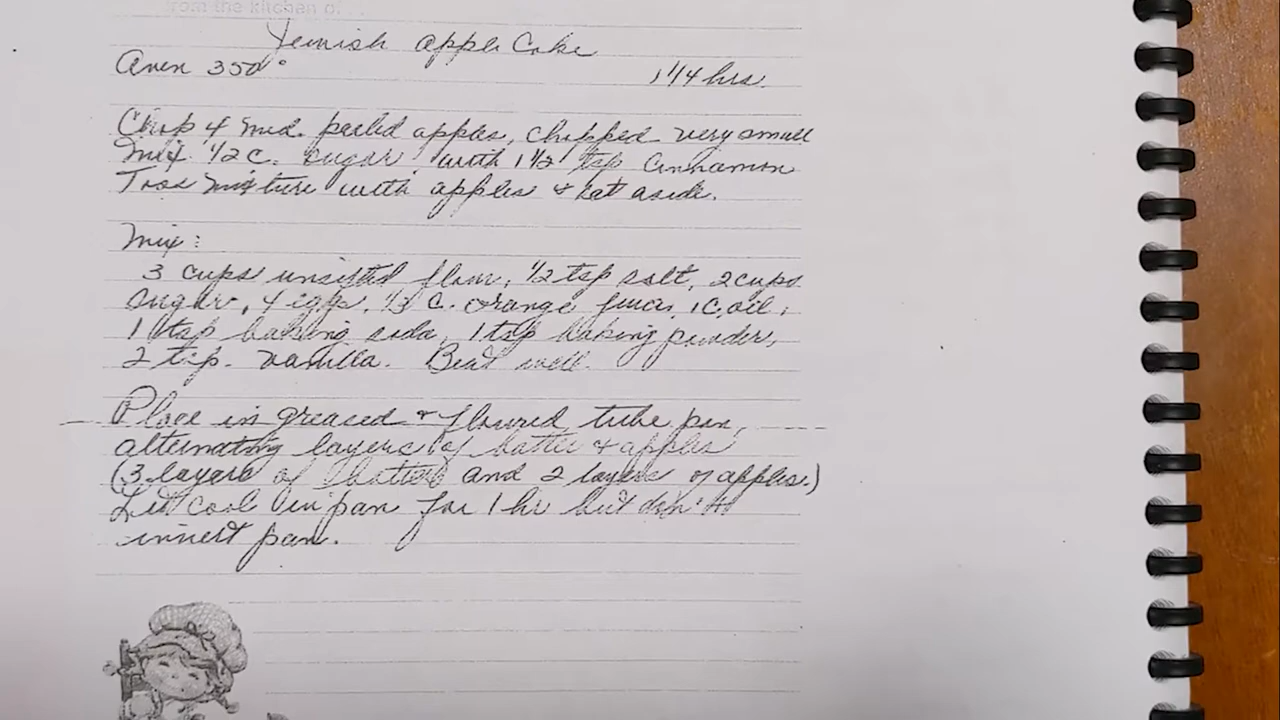 from the kitchen of
Jewish apple Cake
Oven 350° 1 1/4 hrs.
Chop 4 med. peeled apples, chopped very small
Mix 1/2 c. sugar with 1 1/2 tsp cinnamon
Toss mixture with apples & set aside.
Mix:
3 cups unsifted flour, 1/2 tsp salt, 2 cups
sugar, 4 eggs, c. orange juice, 1 c. oil,
1 tsp baking soda, 1 tsp baking powder,
2 tsp. vanilla. Beat well.
Place in greased & floured tube pan,
alternating layers of batter & apples
(3 layers of batter and 2 layers of apples.)
Let cool in pan for 1 hr but don't
invert pan.